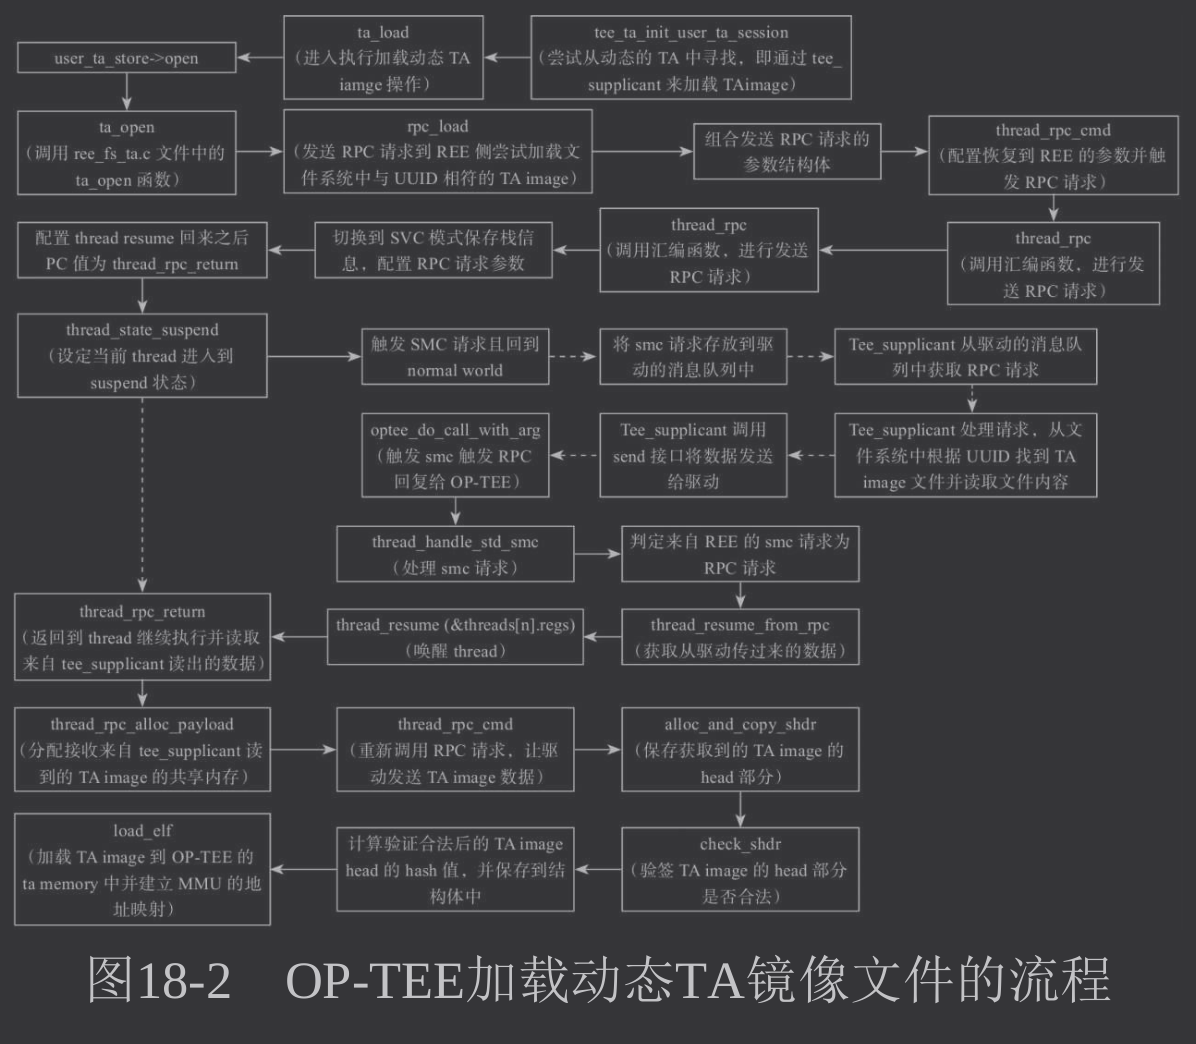 tee_ta_init_user_ta_session
（尝试从动态的 TA 中寻找，即通过 tee_
supplicant 来加载 TAimage）
ta_load
（进入执行加载动态 TA
iamge 操作）
user_ta_store->open
ta_open
（调用 ree_fs_ta.c 文件中的
ta_open 函数）
rpc_load
（发送 RPC 请求到 REE 侧尝试加载文
件系统中与 UUID 相符的 TA image）
组合发送 RPC 请求的
参数结构体
thread_rpc_cmd
（配置恢复到 REE 的参数并触
发 RPC 请求）
thread_rpc
（调用汇编函数，进行发
送 RPC 请求）
thread_rpc
（调用汇编函数，进行发送
RPC 请求）
切换到 SVC 模式保存栈信
息，配置 RPC 请求参数
配置 thread resume 回来之后
PC 值为 thread_rpc_return
thread_state_suspend
（设定当前 thread 进入到
suspend 状态）
触发 SMC 请求且回到
normal world
将 smc 请求存放到驱
动的消息队列中
Tee_supplicant 从驱动的消息队
列中获取 RPC 请求
Tee_supplicant 处理请求，从文
件系统中根据 UUID 找到 TA
image 文件并读取文件内容
Tee_supplicant 调用
send 接口将数据发送
给驱动
optee_do_call_with_arg
（触发 smc 触发 RPC
回复给 OP-TEE）
thread_handle_std_smc
（处理 smc 请求）
判定来自 REE 的 smc 请求为
RPC 请求
thread_resume_from_rpc
（获取从驱动传过来的数据）
thread_resume (&threads[n].regs)
（唤醒 thread）
thread_rpc_return
（返回到 thread 继续执行并读取
来自 tee_supplicant 读出的数据）
thread_rpc_alloc_payload
（分配接收来自 tee_supplicant 读
到的 TA image 的共享内存）
thread_rpc_cmd
（重新调用 RPC 请求，让驱
动发送 TA image 数据）
alloc_and_copy_shdr
（保存获取到的 TA image 的
head 部分）
check_shdr
（验签 TA image 的 head 部分
是否合法）
计算验证合法后的 TA image
head 的 hash 值，并保存到结
构体中
load_elf
（加载 TA image 到 OP-TEE 的
ta memory 中并建立 MMU 的地
址映射）
图18-2 OP-TEE加载动态TA镜像文件的流程